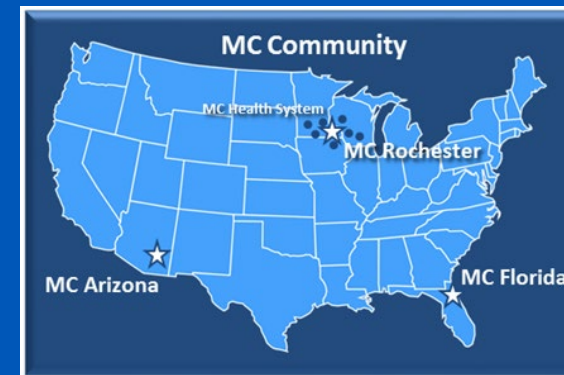 MC Community
MC Health System
MC Rochester
MC Arizona
MC Florida